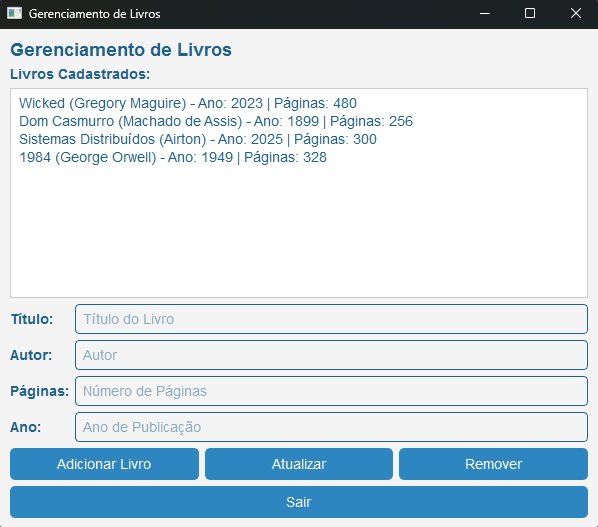 Gerenciamento de Livros
Gerenciamento de Livros
Livros Cadastrados:
Wicked (Gregory Maguire) - Ano: 2023 | Páginas: 480
Dom Casmurro (Machado de Assis) - Ano: 1899 | Páginas: 256
Sistemas Distribuídos (Airton) - Ano: 2025 | Páginas: 300
1984 (George Orwell) - Ano: 1949 | Páginas: 328
Título: Título do Livro
Autor: Autor
Páginas: Número de Páginas
Ano: Ano de Publicação
Adicionar Livro Atualizar Remover
Sair